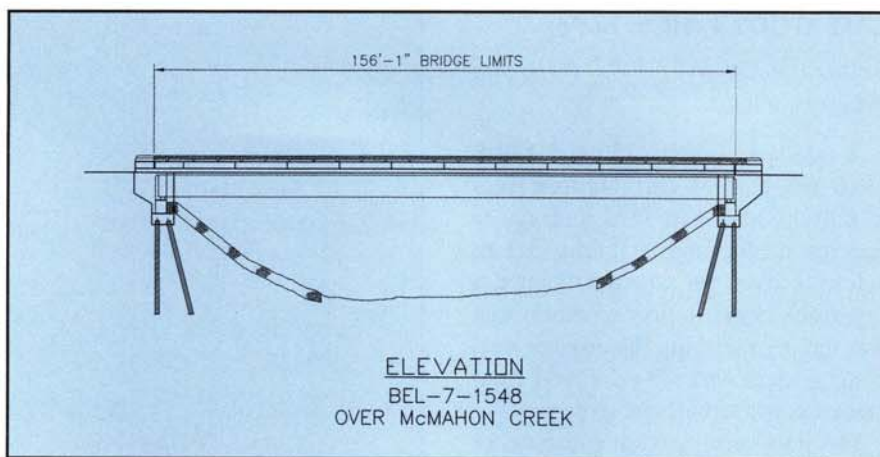 156'-1" BRIDGE LIMITS
ELEVATION
BEL-7-1548
OVER McMAHON CREEK